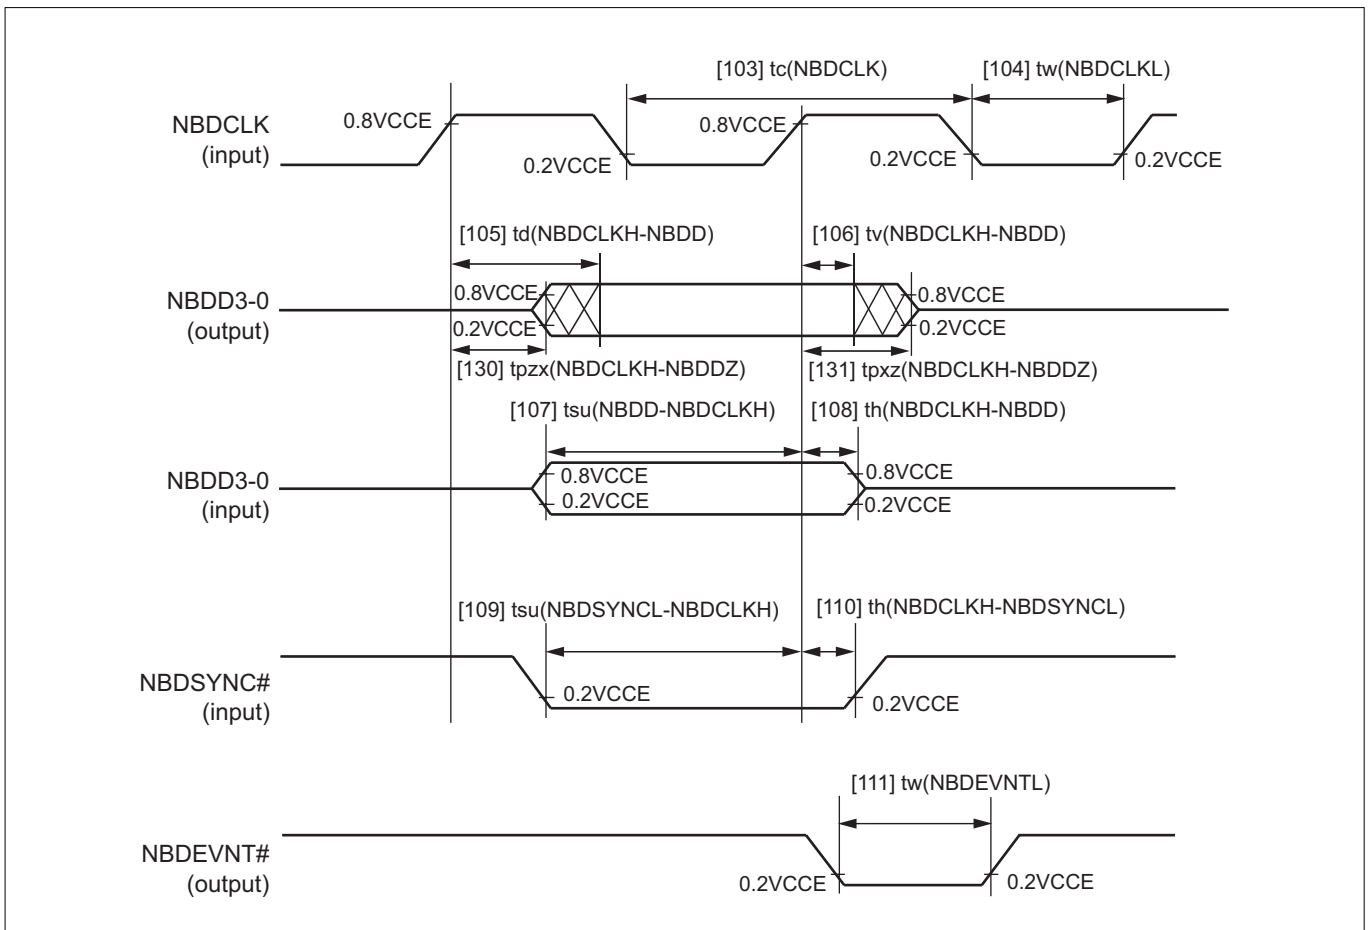 [103] tc(NBDCLK)
[104] tw(NBDCLKL)
NBDCLK
(input)
0.8VCCE
0.2VCCE
0.8VCCE
0.2VCCE
0.2VCCE
[105] td(NBDCLKH-NBDD)
[106] tv(NBDCLKH-NBDD)
NBDD3-0
(output)
0.8VCCE
0.2VCCE
0.8VCCE
0.2VCCE
[130] tpzx(NBDCLKH-NBDDZ)
[131] tpxz(NBDCLKH-NBDDZ)
[107] tsu(NBDD-NBDCLKH)
[108] th(NBDCLKH-NBDD)
NBDD3-0
(input)
0.8VCCE
0.2VCCE
0.8VCCE
0.2VCCE
[109] tsu(NBDSYNCL-NBDCLKH)
[110] th(NBDCLKH-NBDSYNCL)
NBDSYNC#
(input)
0.2VCCE
0.2VCCE
[111] tw(NBDEVNTL)
NBDEVNT#
(output)
0.2VCCE
0.2VCCE